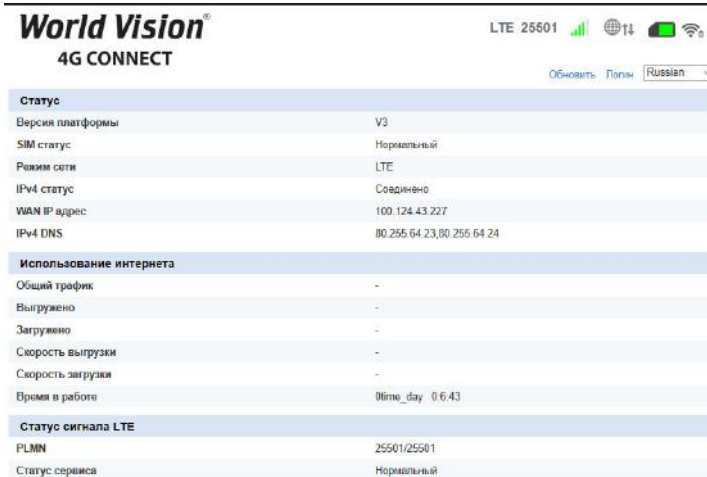 World Vision®
LTE 25501
4G CONNECT
Обновить Логин Russian
Статус
Версия платформы V3
SIM статус Нормальный
Режим сети LTE
IPv4 статус Соединено
WAN IP адрес 100.124.43.227
IPv4 DNS 80.255.64.23,80.255.64.24
Использование интернета
Общий трафик -
Выгружено -
Загружено -
Скорость выгрузки -
Скорость загрузки -
Время в работе 0time_day 0:6:43
Статус сигнала LTE
PLMN 25501/25501
Статус сервиса Нормальный